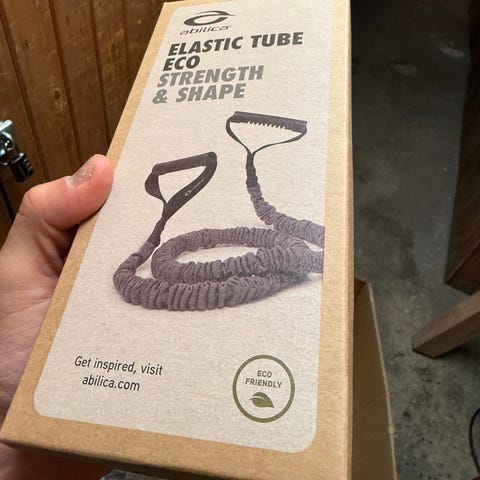 abilica
ELASTIC TUBE
ECO
STRENGTH
& SHAPE
Get inspired, visit
abilica.com
ECO
FRIENDLY